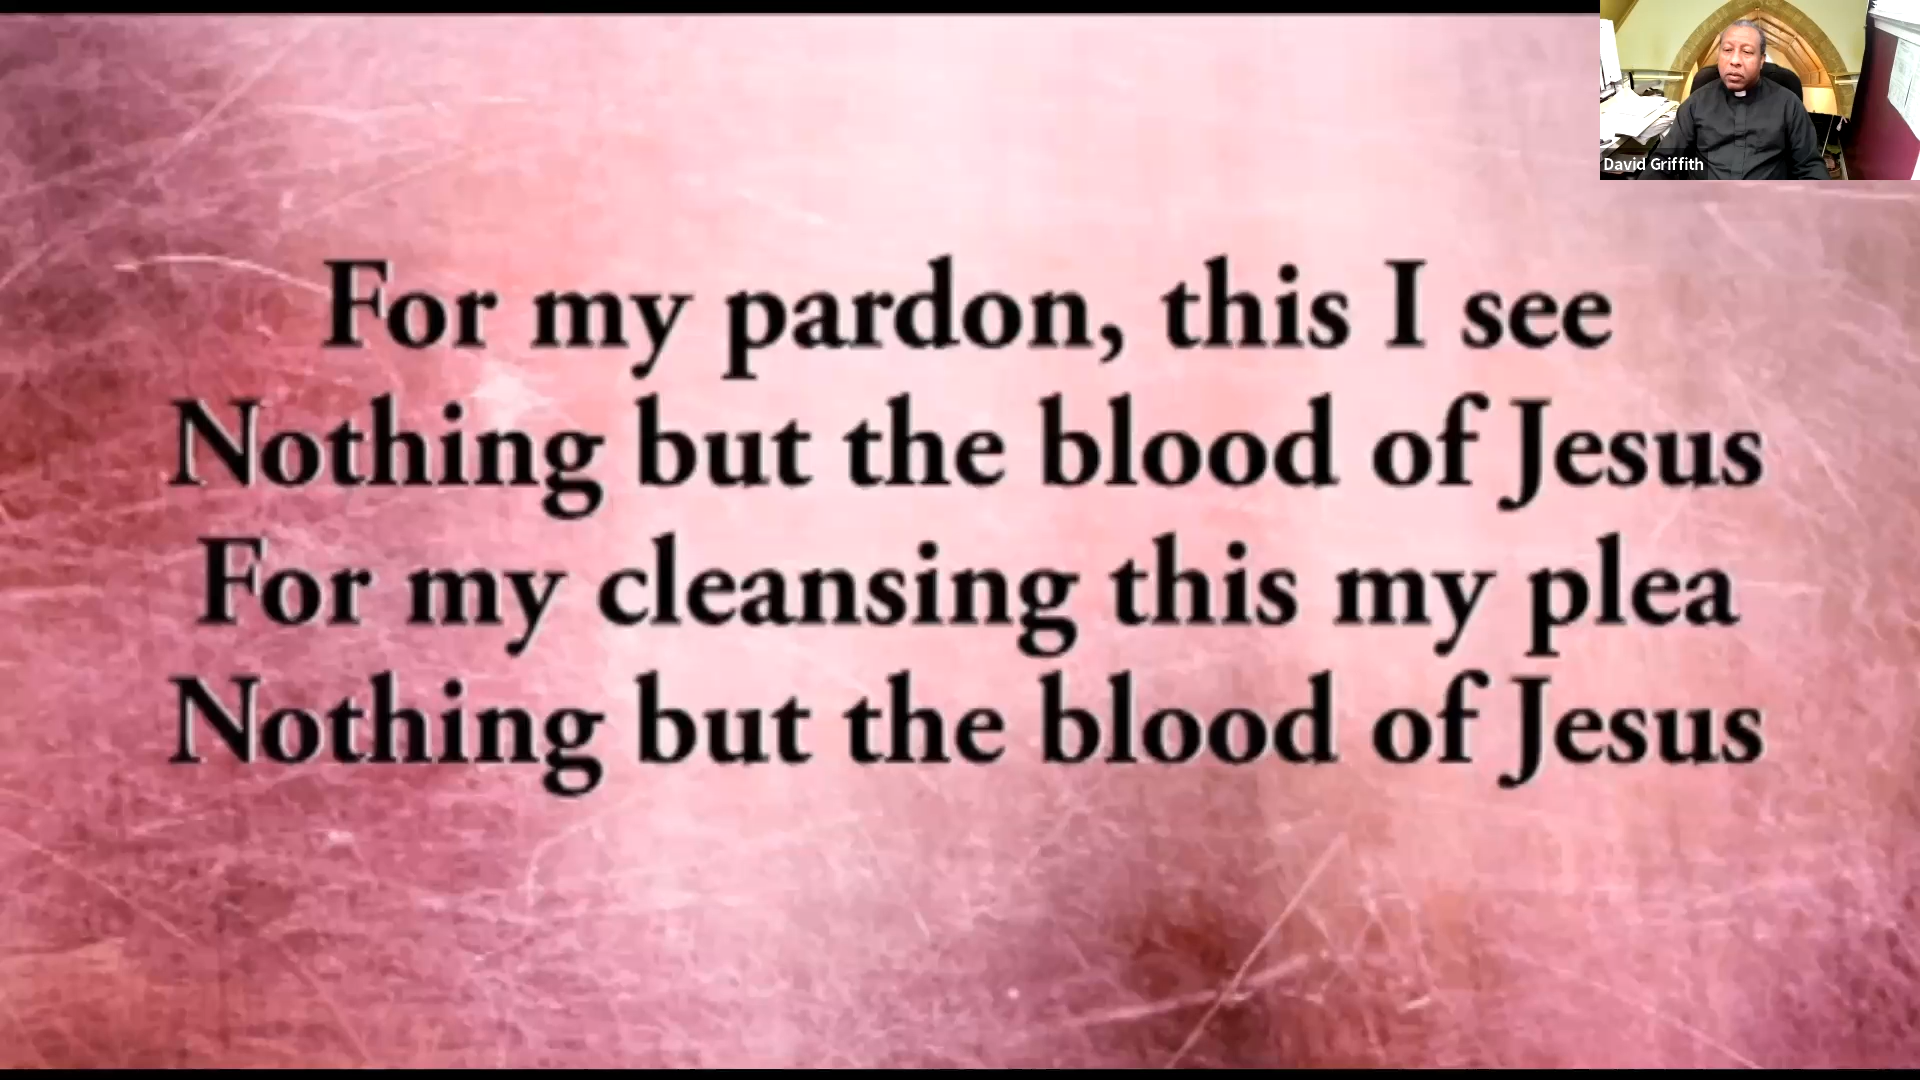 For my pardon, this I see
Nothing but the blood of Jesus
For my cleansing this my plea
Nothing but the blood of Jesus
David Griffith